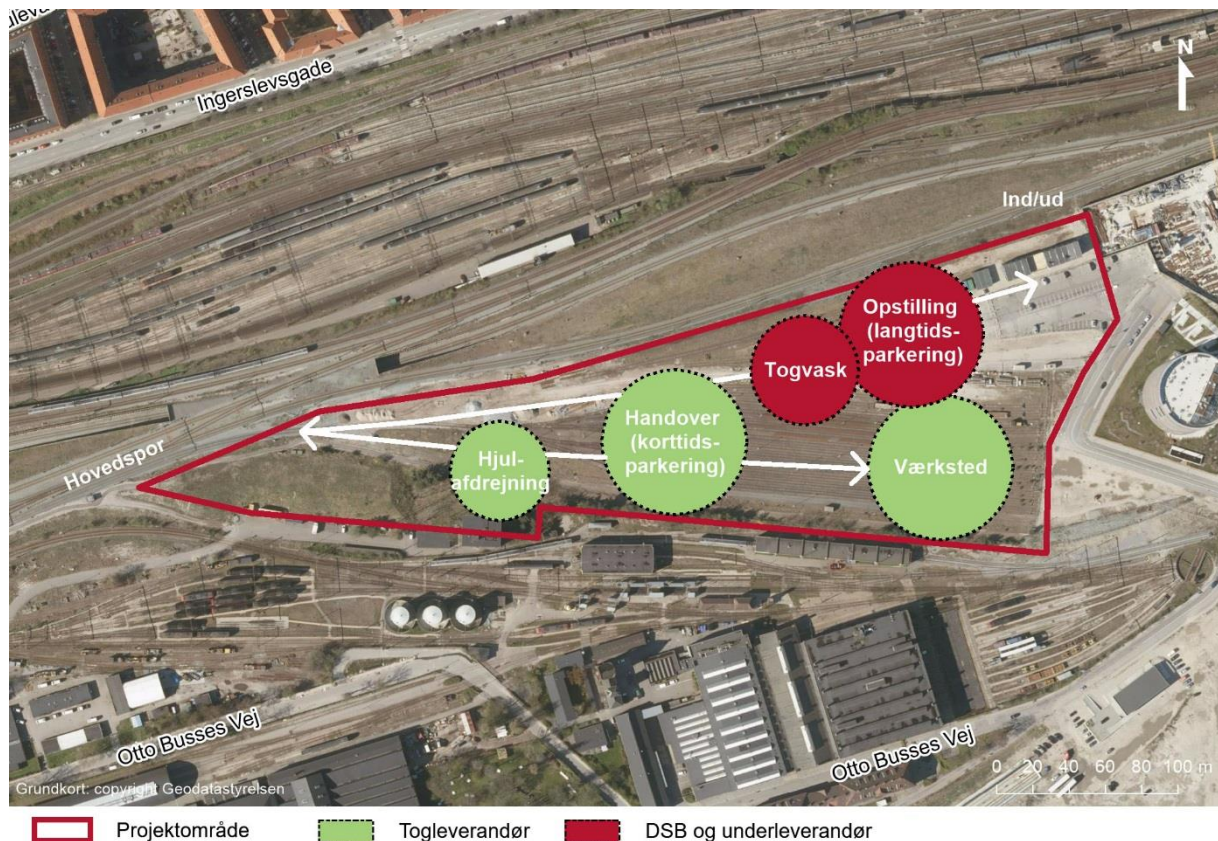 ulevar
Ingerslevsgade
N
Ind/ud
Opstilling
(langtids-
parkering)
Togvask
Handover
(korttids-
parkering)
Hjul-
afdrejning
Værksted
Hovedspor
Otto Busses Vej
Otto Busses Vej
0 20 40 60 80 100 m
Grundkort: copyright Geodatastyrelsen
Projektområde
Togleverandør
DSB og underleverandør